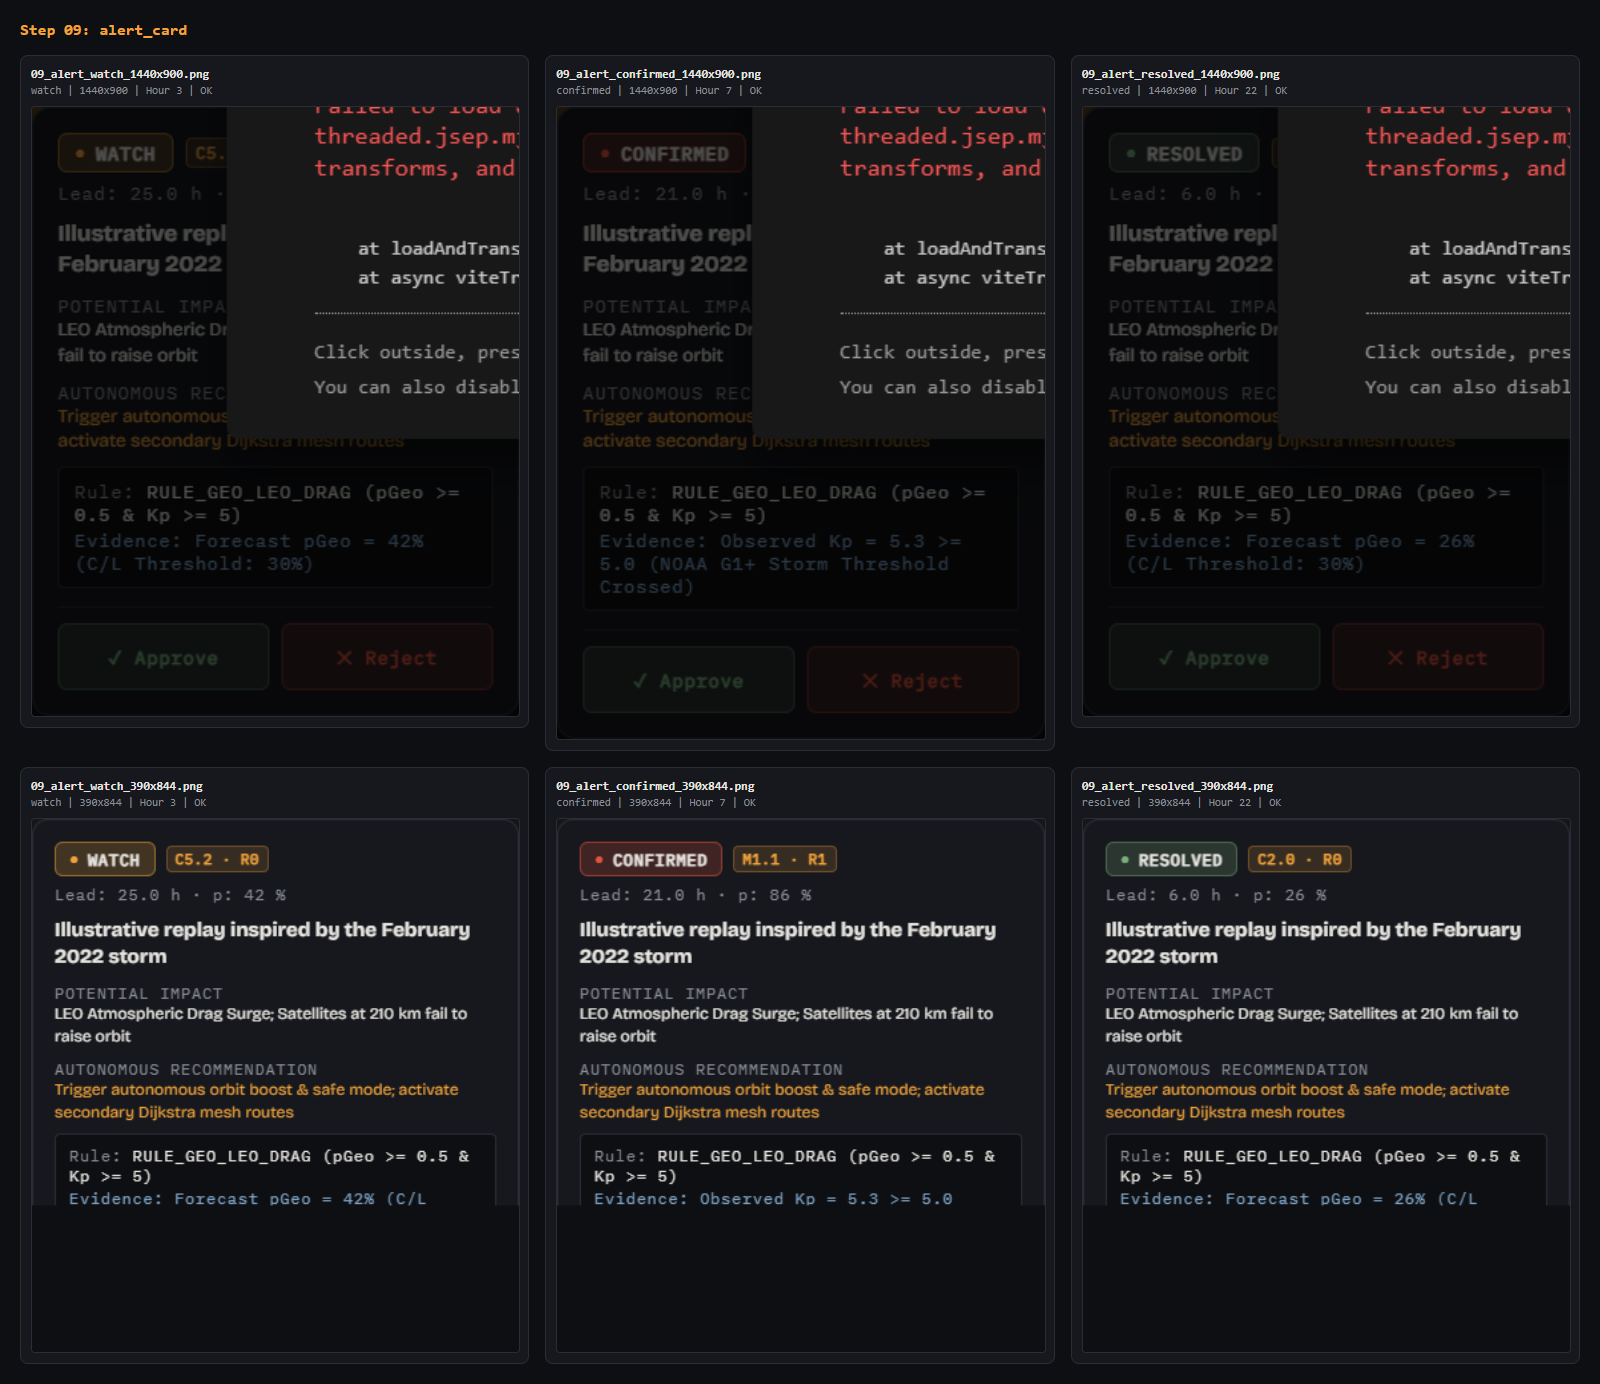 Step 09: alert_card
09_alert_watch_1440x900.png
watch | 1440x900 | Hour 3 | OK
Failed to load
threaded.jsep.m
transforms, and
• WATCH
C5.
Lead: 25.0 h ·
Illustrative repl
February 2022
at loadAndTrans
at async viteTr
POTENTIAL IMPA
LEO Atmospheric Dr
fail to raise orbit
Click outside, pres
You can also disabl
AUTONOMOUS REC
Trigger autonomous
activate secondary Dijkstra mesh routes
Rule: RULE_GEO_LEO_DRAG (pGeo >=
0.5 & Kp >= 5)
Evidence: Forecast pGeo = 42%
(C/L Threshold: 30%)
✓ Approve
✕ Reject
09_alert_confirmed_1440x900.png
confirmed | 1440x900 | Hour 7 | OK
Failed to load
threaded.jsep.m
transforms, and
• CONFIRMED
Lead: 21.0 h ·
Illustrative repl
February 2022
at loadAndTrans
at async viteTr
POTENTIAL IMPA
LEO Atmospheric Dr
fail to raise orbit
Click outside, pres
You can also disabl
AUTONOMOUS REC
Trigger autonomous
activate secondary Dijkstra mesh routes
Rule: RULE_GEO_LEO_DRAG (pGeo >=
0.5 & Kp >= 5)
Evidence: Observed Kp = 5.3 >=
5.0 (NOAA G1+ Storm Threshold
Crossed)
✓ Approve
✕ Reject
09_alert_resolved_1440x900.png
resolved | 1440x900 | Hour 22 | OK
Failed to load
threaded.jsep.m
transforms, and
• RESOLVED
Lead: 6.0 h ·
Illustrative repl
February 2022
at loadAndTrans
at async viteTr
POTENTIAL IMPA
LEO Atmospheric Dr
fail to raise orbit
Click outside, pres
You can also disabl
AUTONOMOUS REC
Trigger autonomous
activate secondary Dijkstra mesh routes
Rule: RULE_GEO_LEO_DRAG (pGeo >=
0.5 & Kp >= 5)
Evidence: Forecast pGeo = 26%
(C/L Threshold: 30%)
✓ Approve
✕ Reject
09_alert_watch_390x844.png
watch | 390x844 | Hour 3 | OK
• WATCH
C5.2 · R0
Lead: 25.0 h · p: 42 %
Illustrative replay inspired by the February
2022 storm
POTENTIAL IMPACT
LEO Atmospheric Drag Surge; Satellites at 210 km fail to
raise orbit
AUTONOMOUS RECOMMENDATION
Trigger autonomous orbit boost & safe mode; activate
secondary Dijkstra mesh routes
Rule: RULE_GEO_LEO_DRAG (pGeo >= 0.5 &
Kp >= 5)
Evidence: Forecast pGeo = 42% (C/L
09_alert_confirmed_390x844.png
confirmed | 390x844 | Hour 7 | OK
• CONFIRMED
M1.1 · R1
Lead: 21.0 h · p: 86 %
Illustrative replay inspired by the February
2022 storm
POTENTIAL IMPACT
LEO Atmospheric Drag Surge; Satellites at 210 km fail to
raise orbit
AUTONOMOUS RECOMMENDATION
Trigger autonomous orbit boost & safe mode; activate
secondary Dijkstra mesh routes
Rule: RULE_GEO_LEO_DRAG (pGeo >= 0.5 &
Kp >= 5)
Evidence: Observed Kp = 5.3 >= 5.0
09_alert_resolved_390x844.png
resolved | 390x844 | Hour 22 | OK
• RESOLVED
C2.0 · R0
Lead: 6.0 h · p: 26 %
Illustrative replay inspired by the February
2022 storm
POTENTIAL IMPACT
LEO Atmospheric Drag Surge; Satellites at 210 km fail to
raise orbit
AUTONOMOUS RECOMMENDATION
Trigger autonomous orbit boost & safe mode; activate
secondary Dijkstra mesh routes
Rule: RULE_GEO_LEO_DRAG (pGeo >= 0.5 &
Kp >= 5)
Evidence: Forecast pGeo = 26% (C/L